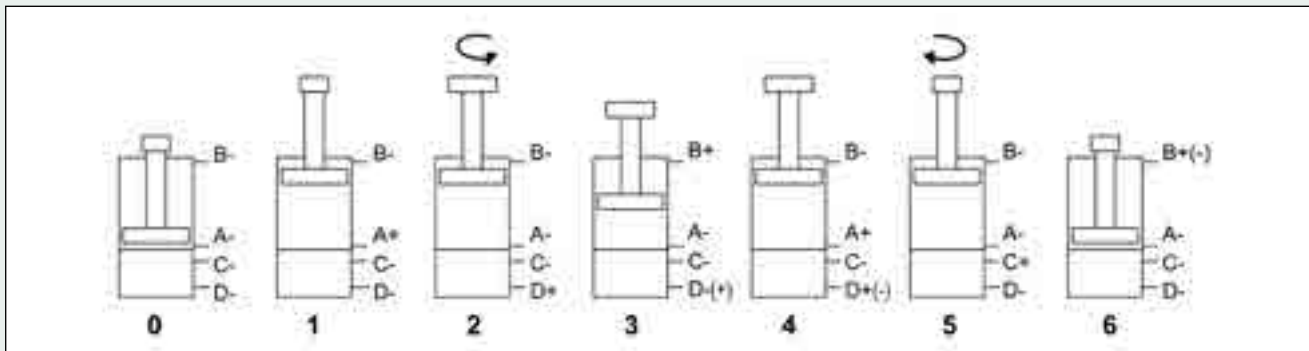 B- B- B- B+ B- B- B+(-)
A- A+ A- A- A+ A- A-
C- C- C- C- C- C+ C-
D- D- D+ D-(+) D+(-) D- D-
0 1 2 3 4 5 6